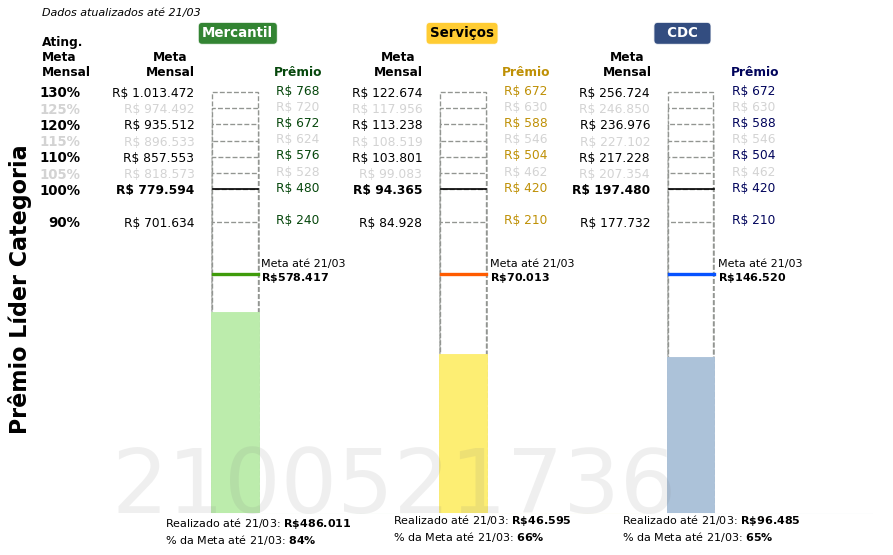 Dados atualizados até 21/03
Mercantil Serviços CDC
Ating. Meta Mensal
Meta Mensal Prêmio Meta Mensal Prêmio Meta Mensal Prêmio
130% R$ 1.013.472 R$ 768 R$ 122.674 R$ 672 R$ 256.724 R$ 672
125% R$ 974.492 R$ 720 R$ 117.956 R$ 630 R$ 246.850 R$ 630
120% R$ 935.512 R$ 672 R$ 113.238 R$ 588 R$ 236.976 R$ 588
115% R$ 896.533 R$ 624 R$ 108.519 R$ 546 R$ 227.102 R$ 546
110% R$ 857.553 R$ 576 R$ 103.801 R$ 504 R$ 217.228 R$ 504
105% R$ 818.573 R$ 528 R$ 99.083 R$ 462 R$ 207.354 R$ 462
100% R$ 779.594 R$ 480 R$ 94.365 R$ 420 R$ 197.480 R$ 420
90% R$ 701.634 R$ 240 R$ 84.928 R$ 210 R$ 177.732 R$ 210
Meta até 21/03 Meta até 21/03 Meta até 21/03
R$578.417 R$70.013 R$146.520
Prêmio Líder Categoria
2100521736
Realizado até 21/03: R$486.011 Realizado até 21/03: R$46.595 Realizado até 21/03: R$96.485
% da Meta até 21/03: 84% % da Meta até 21/03: 66% % da Meta até 21/03: 65%